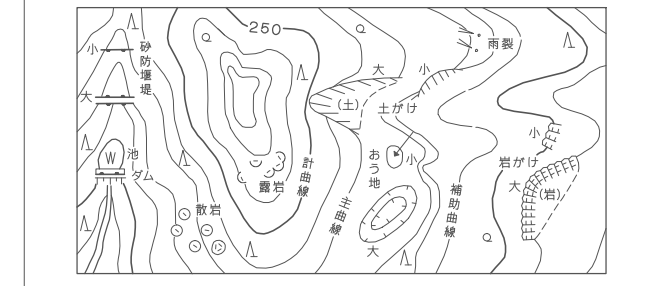 250
小
砂防堰堤
大
W
池
ダム
散岩
露岩
計曲線
主曲線
大
(土)
土がけ
小
雨裂
おう地
小
大
補助曲線
小
岩がけ
大
(岩)